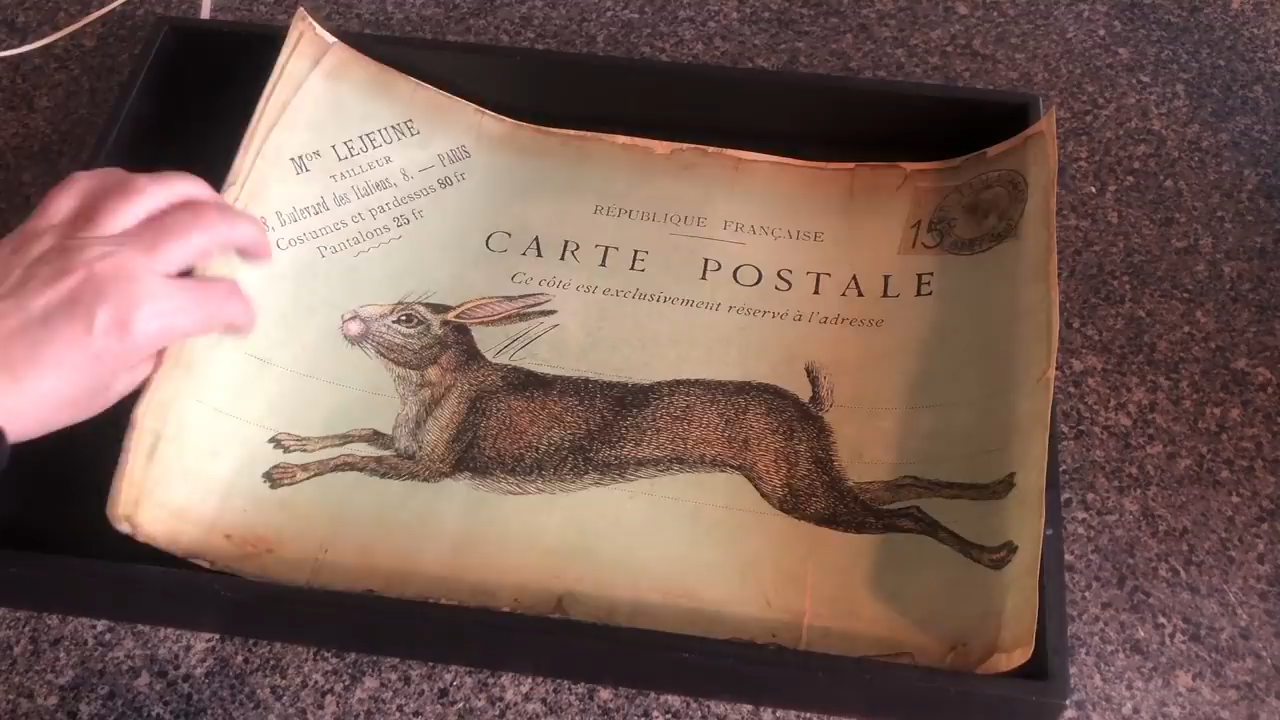 Mon LEJEUNE
TAILLEUR
8, Boulevard des Italiens, 8. — PARIS
Costumes et pardessus 80 fr
Pantalons 25 fr
RÉPUBLIQUE FRANÇAISE
CARTE POSTALE
Ce côté est exclusivement réservé à l'adresse
15c
M